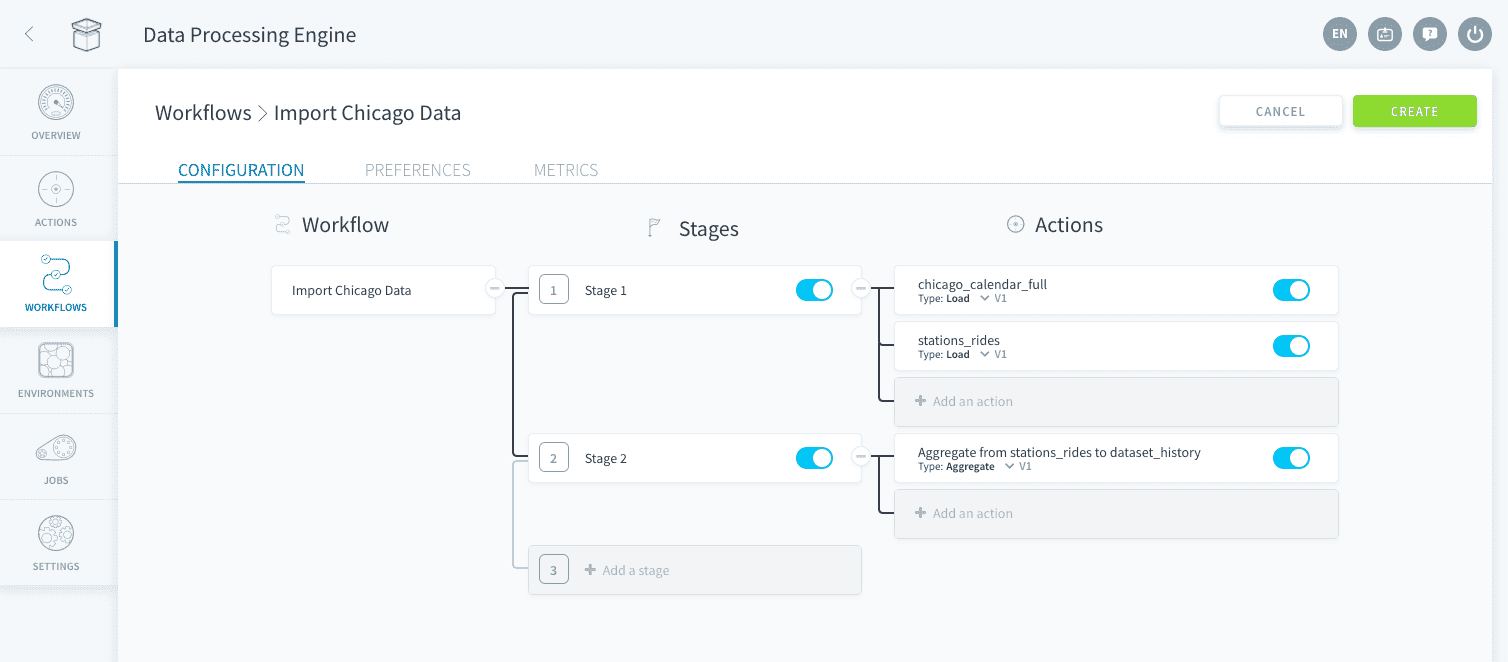 Data Processing Engine
EN
OVERVIEW
ACTIONS
WORKFLOWS
ENVIRONMENTS
JOBS
SETTINGS
Workflows > Import Chicago Data
CANCEL
CREATE
CONFIGURATION
PREFERENCES
METRICS
Workflow
Stages
Actions
Import Chicago Data
1 Stage 1
chicago_calendar_full
Type: Load V1
stations_rides
Type: Load V1
+ Add an action
2 Stage 2
Aggregate from stations_rides to dataset_history
Type: Aggregate V1
+ Add an action
3 + Add a stage